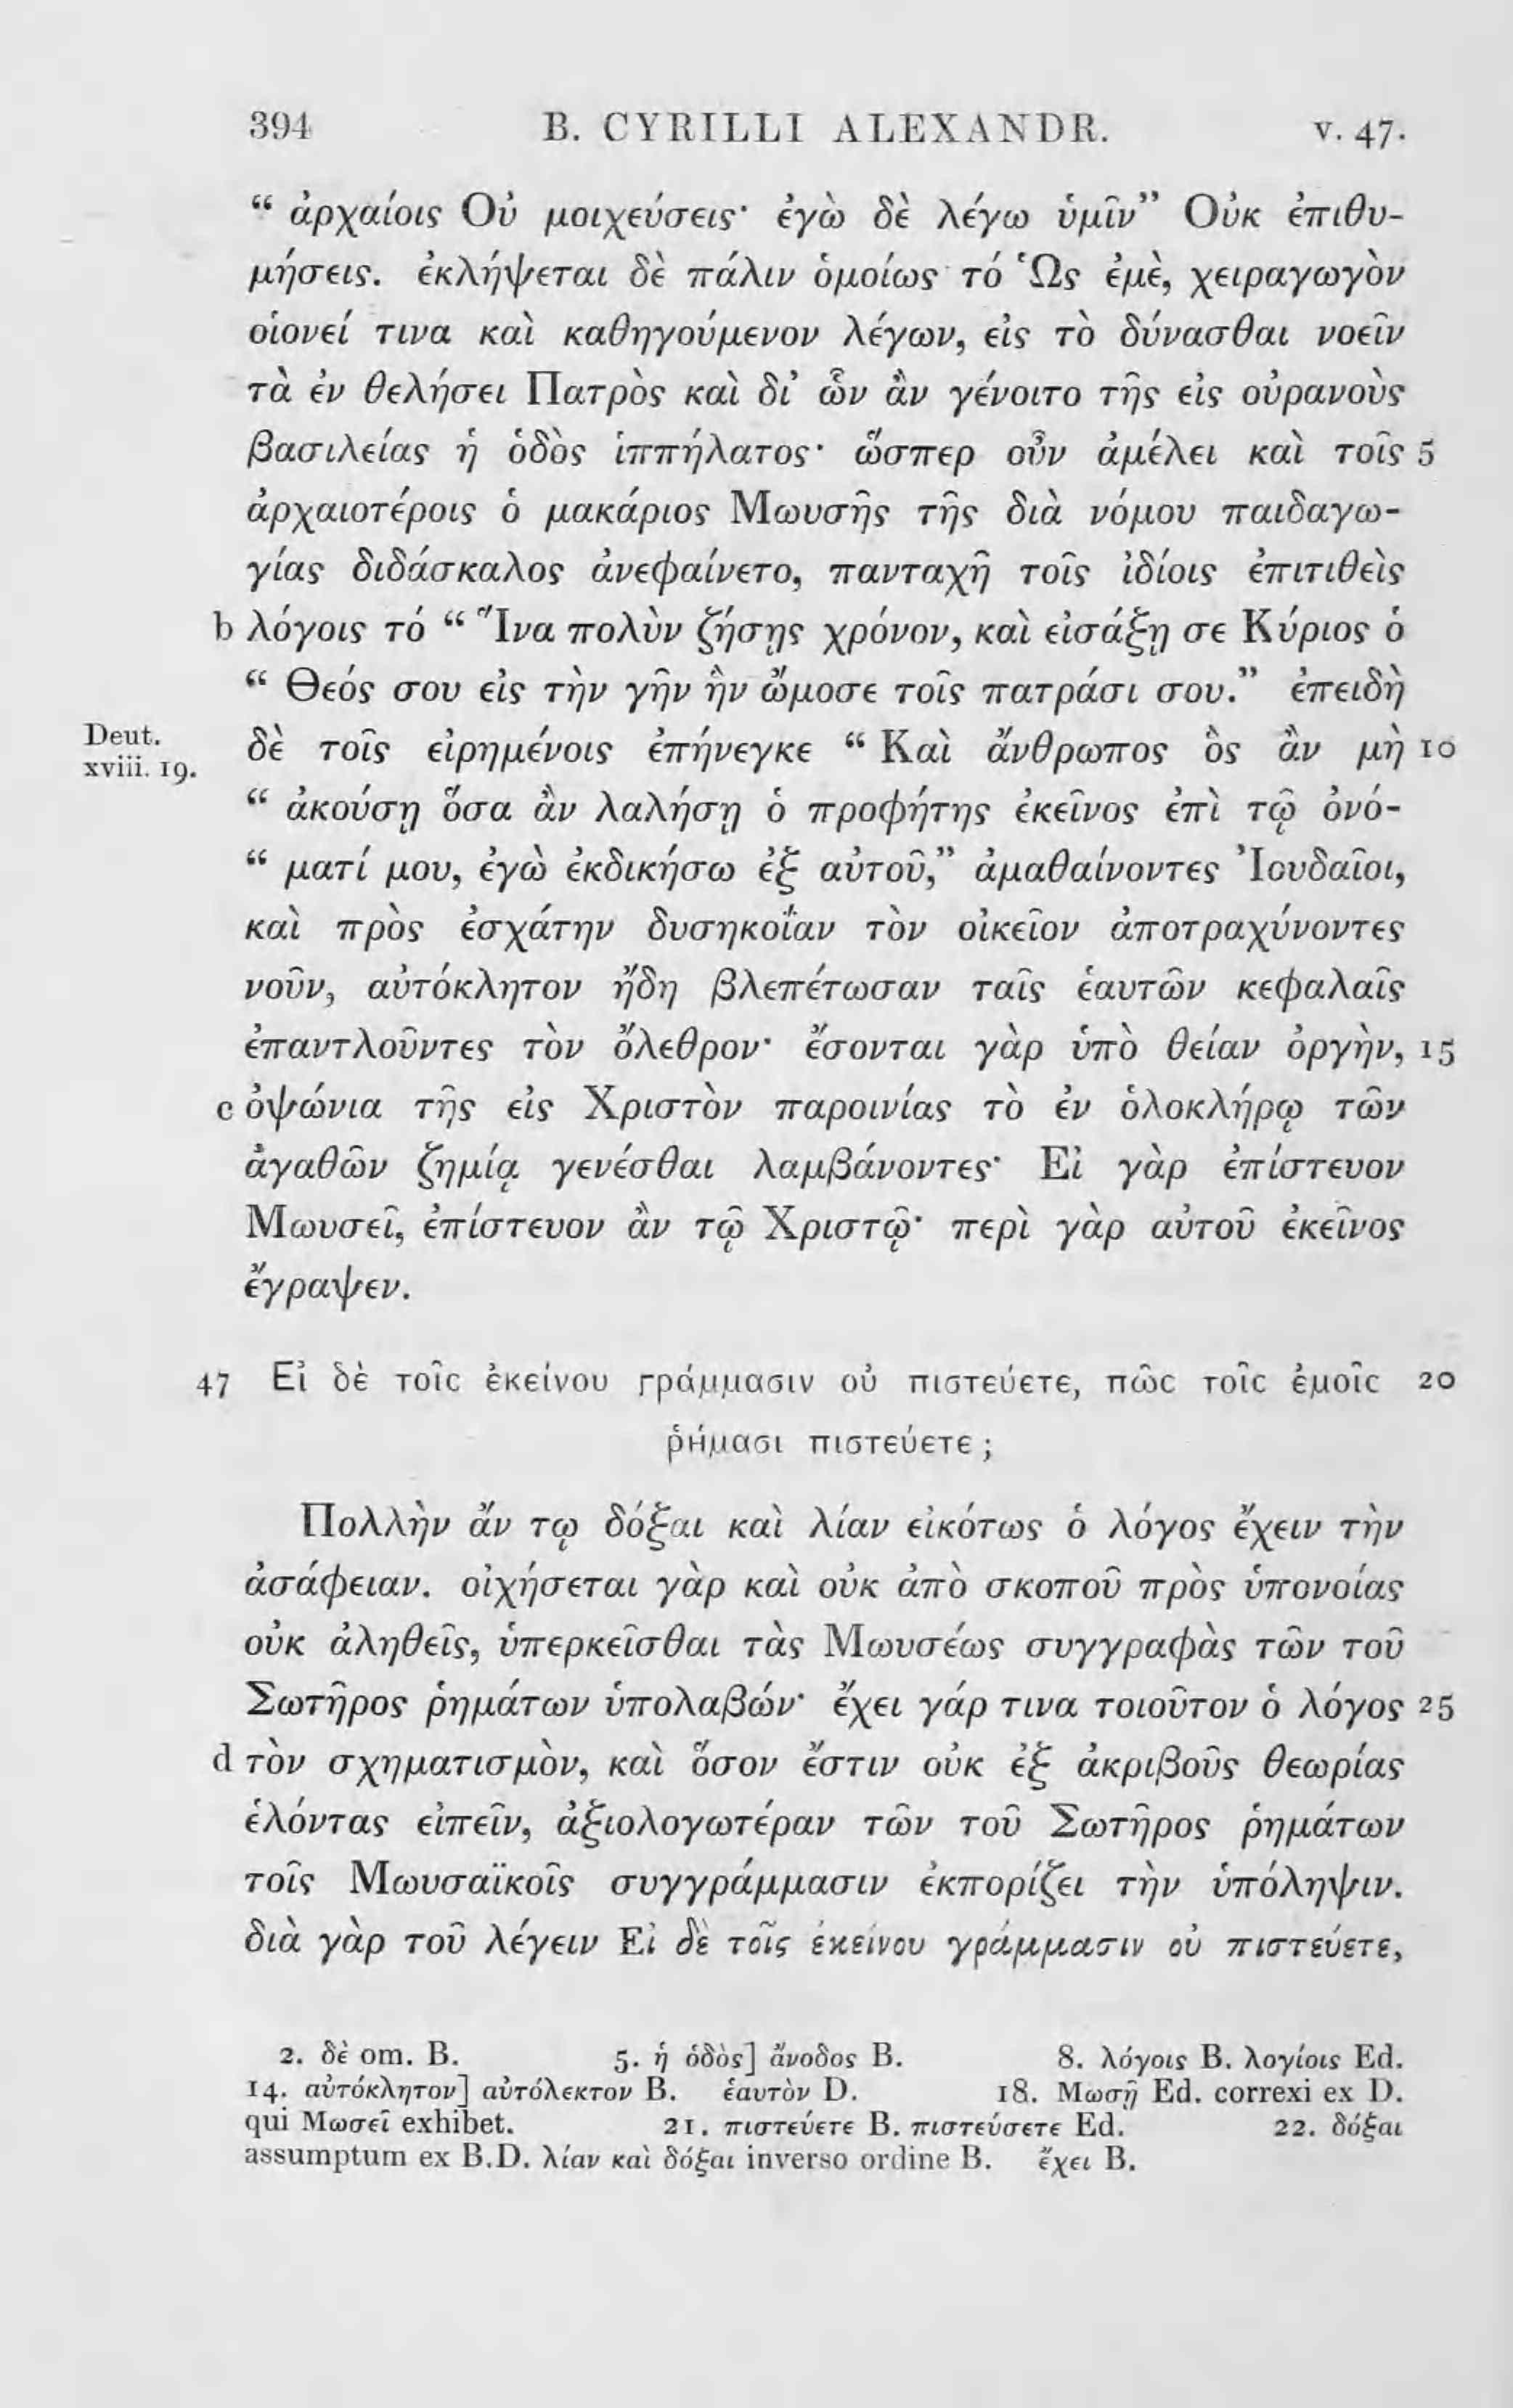 394 B. CYRILLI ALEXANDR. v. 47.
“ ἀρχαίοις Οὐ μοιχεύσεις· ἐγὼ δὲ λέγω ὑμῖν” Οὐκ ἐπιθυ-
μήσεις. ἐκλήψεται δὲ πάλιν ὁμοίως τό Ὡς ἐμὲ, χειραγωγὸν
οἱονεί τινα καὶ καθηγούμενον λέγων, εἰς τὸ δύνασθαι νοεῖν
τὰ ἐν θελήσει Πατρὸς καὶ δι’ ὧν ἂν γένοιτο τῆς εἰς οὐρανοὺς
βασιλείας ἡ ὁδὸς ἱππήλατος· ὥσπερ οὖν ἀμέλει καὶ τοῖς 5
ἀρχαιοτέροις ὁ μακάριος Μωυσῆς τῆς διὰ νόμου παιδαγω-
γίας διδάσκαλος ἀνεφαίνετο, πανταχῆ τοῖς ἰδίοις ἐπιτιθεὶς
b λόγοις τό “ Ἵνα πολὺν ζήσῃς χρόνον, καὶ εἰσάξῃ σε Κύριος ὁ
“ Θεός σου εἰς τὴν γῆν ἣν ὤμοσε τοῖς πατράσι σου.” ἐπειδὴ
Deut. xviii. 19. δὲ τοῖς εἰρημένοις ἐπήνεγκε “ Καὶ ἄνθρωπος ὃς ἂν μὴ 10
“ ἀκούσῃ ὅσα ἂν λαλήσῃ ὁ προφήτης ἐκεῖνος ἐπὶ τῷ ὀνό-
“ ματί μου, ἐγὼ ἐκδικήσω ἐξ αὐτοῦ,” ἀμαθαίνοντες Ἰουδαῖοι,
καὶ πρὸς ἐσχάτην δυσηκοΐαν τὸν οἰκεῖον ἀποτραχύνοντες
νοῦν, αὐτόκλητον ἤδη βλεπέτωσαν ταῖς ἑαυτῶν κεφαλαῖς
ἐπαντλοῦντες τὸν ὄλεθρον· ἔσονται γὰρ ὑπὸ θείαν ὀργὴν, 15
c ὀψώνια τῆς εἰς Χριστὸν παροινίας τὸ ἐν ὁλοκλήρῳ τῶν
ἀγαθῶν ζημίᾳ γενέσθαι λαμβάνοντες· Εἰ γὰρ ἐπίστευον
Μωυσεῖ, ἐπίστευον ἂν τῷ Χριστῷ· περὶ γὰρ αὐτοῦ ἐκεῖνος
ἔγραψεν.
47 Εἰ δὲ τοῖς ἐκείνου γράμμασιν οὐ πιστεύετε, πῶς τοῖς ἐμοῖς 20
ῥήμασι πιστεύετε ;
Πολλὴν ἄν τῳ δόξαι καὶ λίαν εἰκότως ὁ λόγος ἔχειν τὴν
ἀσάφειαν. οἰχήσεται γὰρ καὶ οὐκ ἀπὸ σκοποῦ πρὸς ὑπονοίας
οὐκ ἀληθεῖς, ὑπερκεῖσθαι τὰς Μωυσέως συγγραφὰς τῶν τοῦ
Σωτῆρος ῥημάτων ὑπολαβών· ἔχει γάρ τινα τοιοῦτον ὁ λόγος 25
d τὸν σχηματισμὸν, καὶ ὅσον ἔστιν οὐκ ἐξ ἀκριβοῦς θεωρίας
ἑλόντας εἰπεῖν, ἀξιολογωτέραν τῶν τοῦ Σωτῆρος ῥημάτων
τοῖς Μωυσαϊκοῖς συγγράμμασιν ἐκπορίζει τὴν ὑπόληψιν.
διὰ γὰρ τοῦ λέγειν Εἰ δὲ τοῖς ἐκείνου γράμμασιν οὐ πιστεύετε,
2. δὲ om. B. 5. ἡ ὁδὸς] ἄνοδος B. 8. λόγοις B. λογίοις Ed.
14. αὐτόκλητον] αὐτόλεκτον B. ἑαυτὸν D. 18. Μωσῇ Ed. correxi ex D.
qui Μωσεῖ exhibet. 21. πιστεύετε B. πιστεύσετε Ed. 22. δόξαι
assumptum ex B.D. λίαν καὶ δόξαι inverso ordine B. ἔχει B.